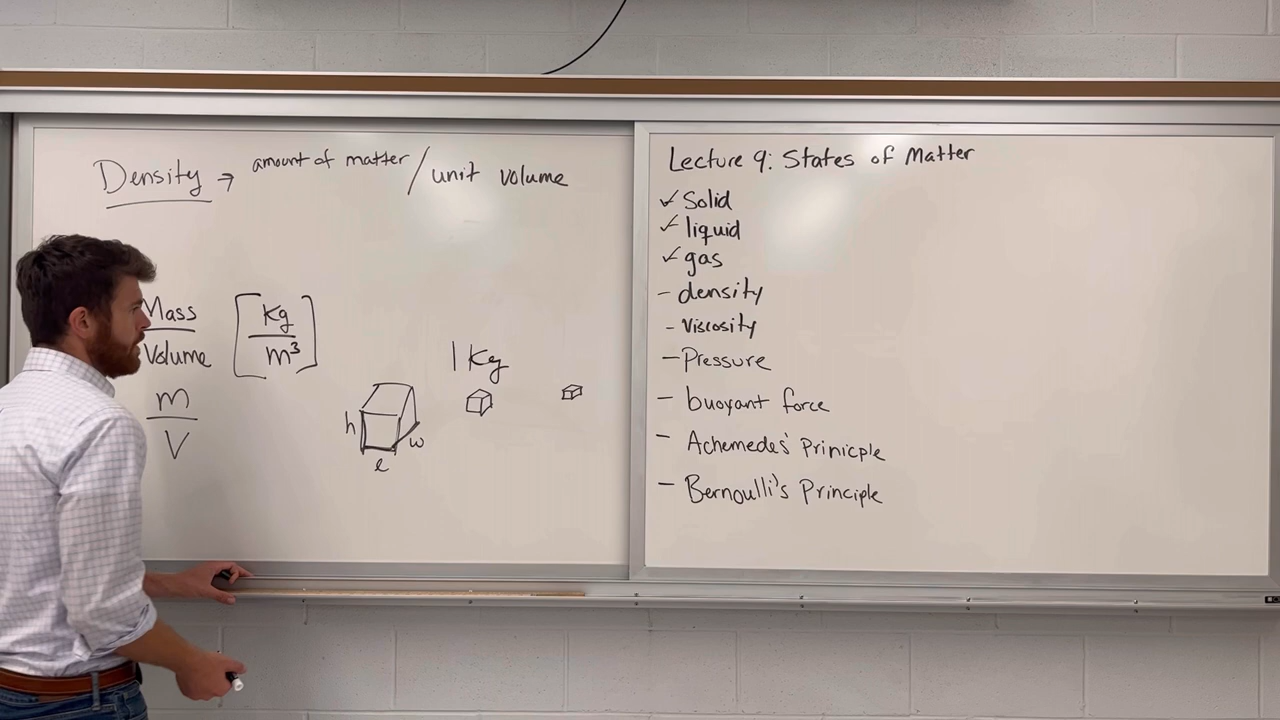 Density → amount of matter / unit volume
Mass
Volume
[Kg
m³]
m
V
1 Kg
h
w
l
Lecture 9: States of Matter
✓ Solid
✓ liquid
✓ gas
- density
- Viscosity
- Pressure
- buoyant force
- Achemedes' Prinicple
- Bernoulli's Principle